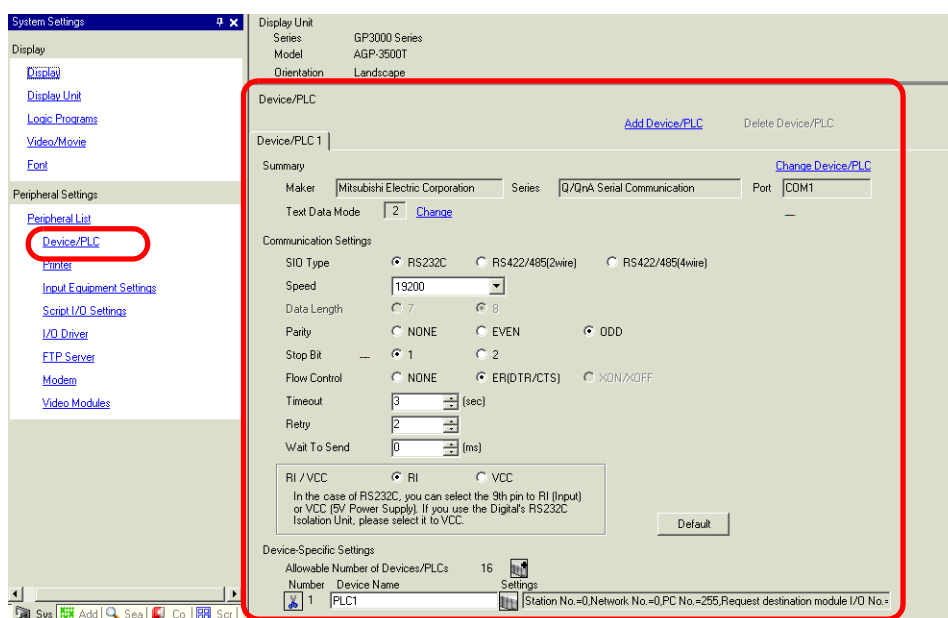 System Settings
Display
Display
Display Unit
Logic Programs
Video/Movie
Font
Peripheral Settings
Peripheral List
Device/PLC
Printer
Input Equipment Settings
Script I/O Settings
I/O Driver
FTP Server
Modem
Video Modules
Sys Add Sea Co Scr
Display Unit
Series GP3000 Series
Model AGP-3500T
Orientation Landscape
Device/PLC
Add Device/PLC Delete Device/PLC
Device/PLC 1
Summary Change Device/PLC
Maker Mitsubishi Electric Corporation Series Q/QnA Serial Communication Port COM1
Text Data Mode 2 Change
Communication Settings
SIO Type RS232C RS422/485(2wire) RS422/485(4wire)
Speed 19200
Data Length 7 8
Parity NONE EVEN ODD
Stop Bit 1 2
Flow Control NONE ER(DTR/CTS) XON/XOFF
Timeout 3 (sec)
Retry 2
Wait To Send 0 (ms)
RI / VCC RI VCC
In the case of RS232C, you can select the 9th pin to RI (Input)
or VCC (5V Power Supply). If you use the Digital's RS232C
Isolation Unit, please select it to VCC.
Default
Device-Specific Settings
Allowable Number of Devices/PLCs 16
Number Device Name Settings
1 PLC1 Station No.=0,Network No.=0,PC No.=255,Request destination module I/O No.=